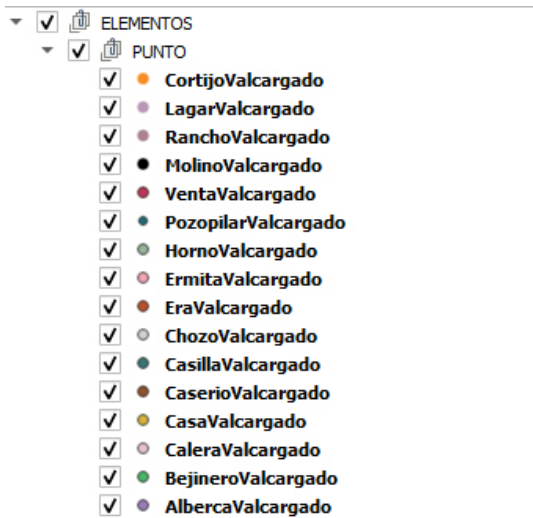 ELEMENTOS
PUNTO
CortijoValcargado
LagarValcargado
RanchoValcargado
MolinoValcargado
VentaValcargado
PozopilarValcargado
HornoValcargado
ErmitaValcargado
EraValcargado
ChozoValcargado
CasillaValcargado
CaserioValcargado
CasaValcargado
CaleraValcargado
BejineroValcargado
AlbercaValcargado